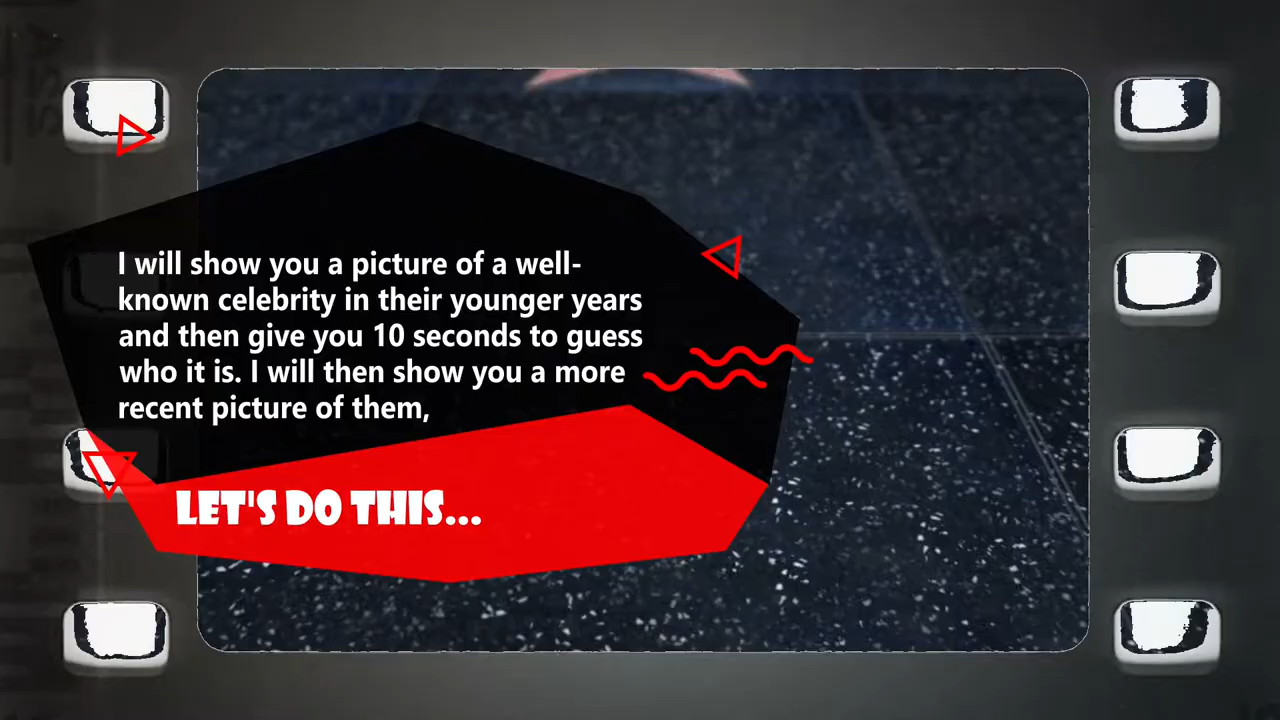 I will show you a picture of a well-
known celebrity in their younger years
and then give you 10 seconds to guess
who it is. I will then show you a more
recent picture of them,
LET'S DO THIS...